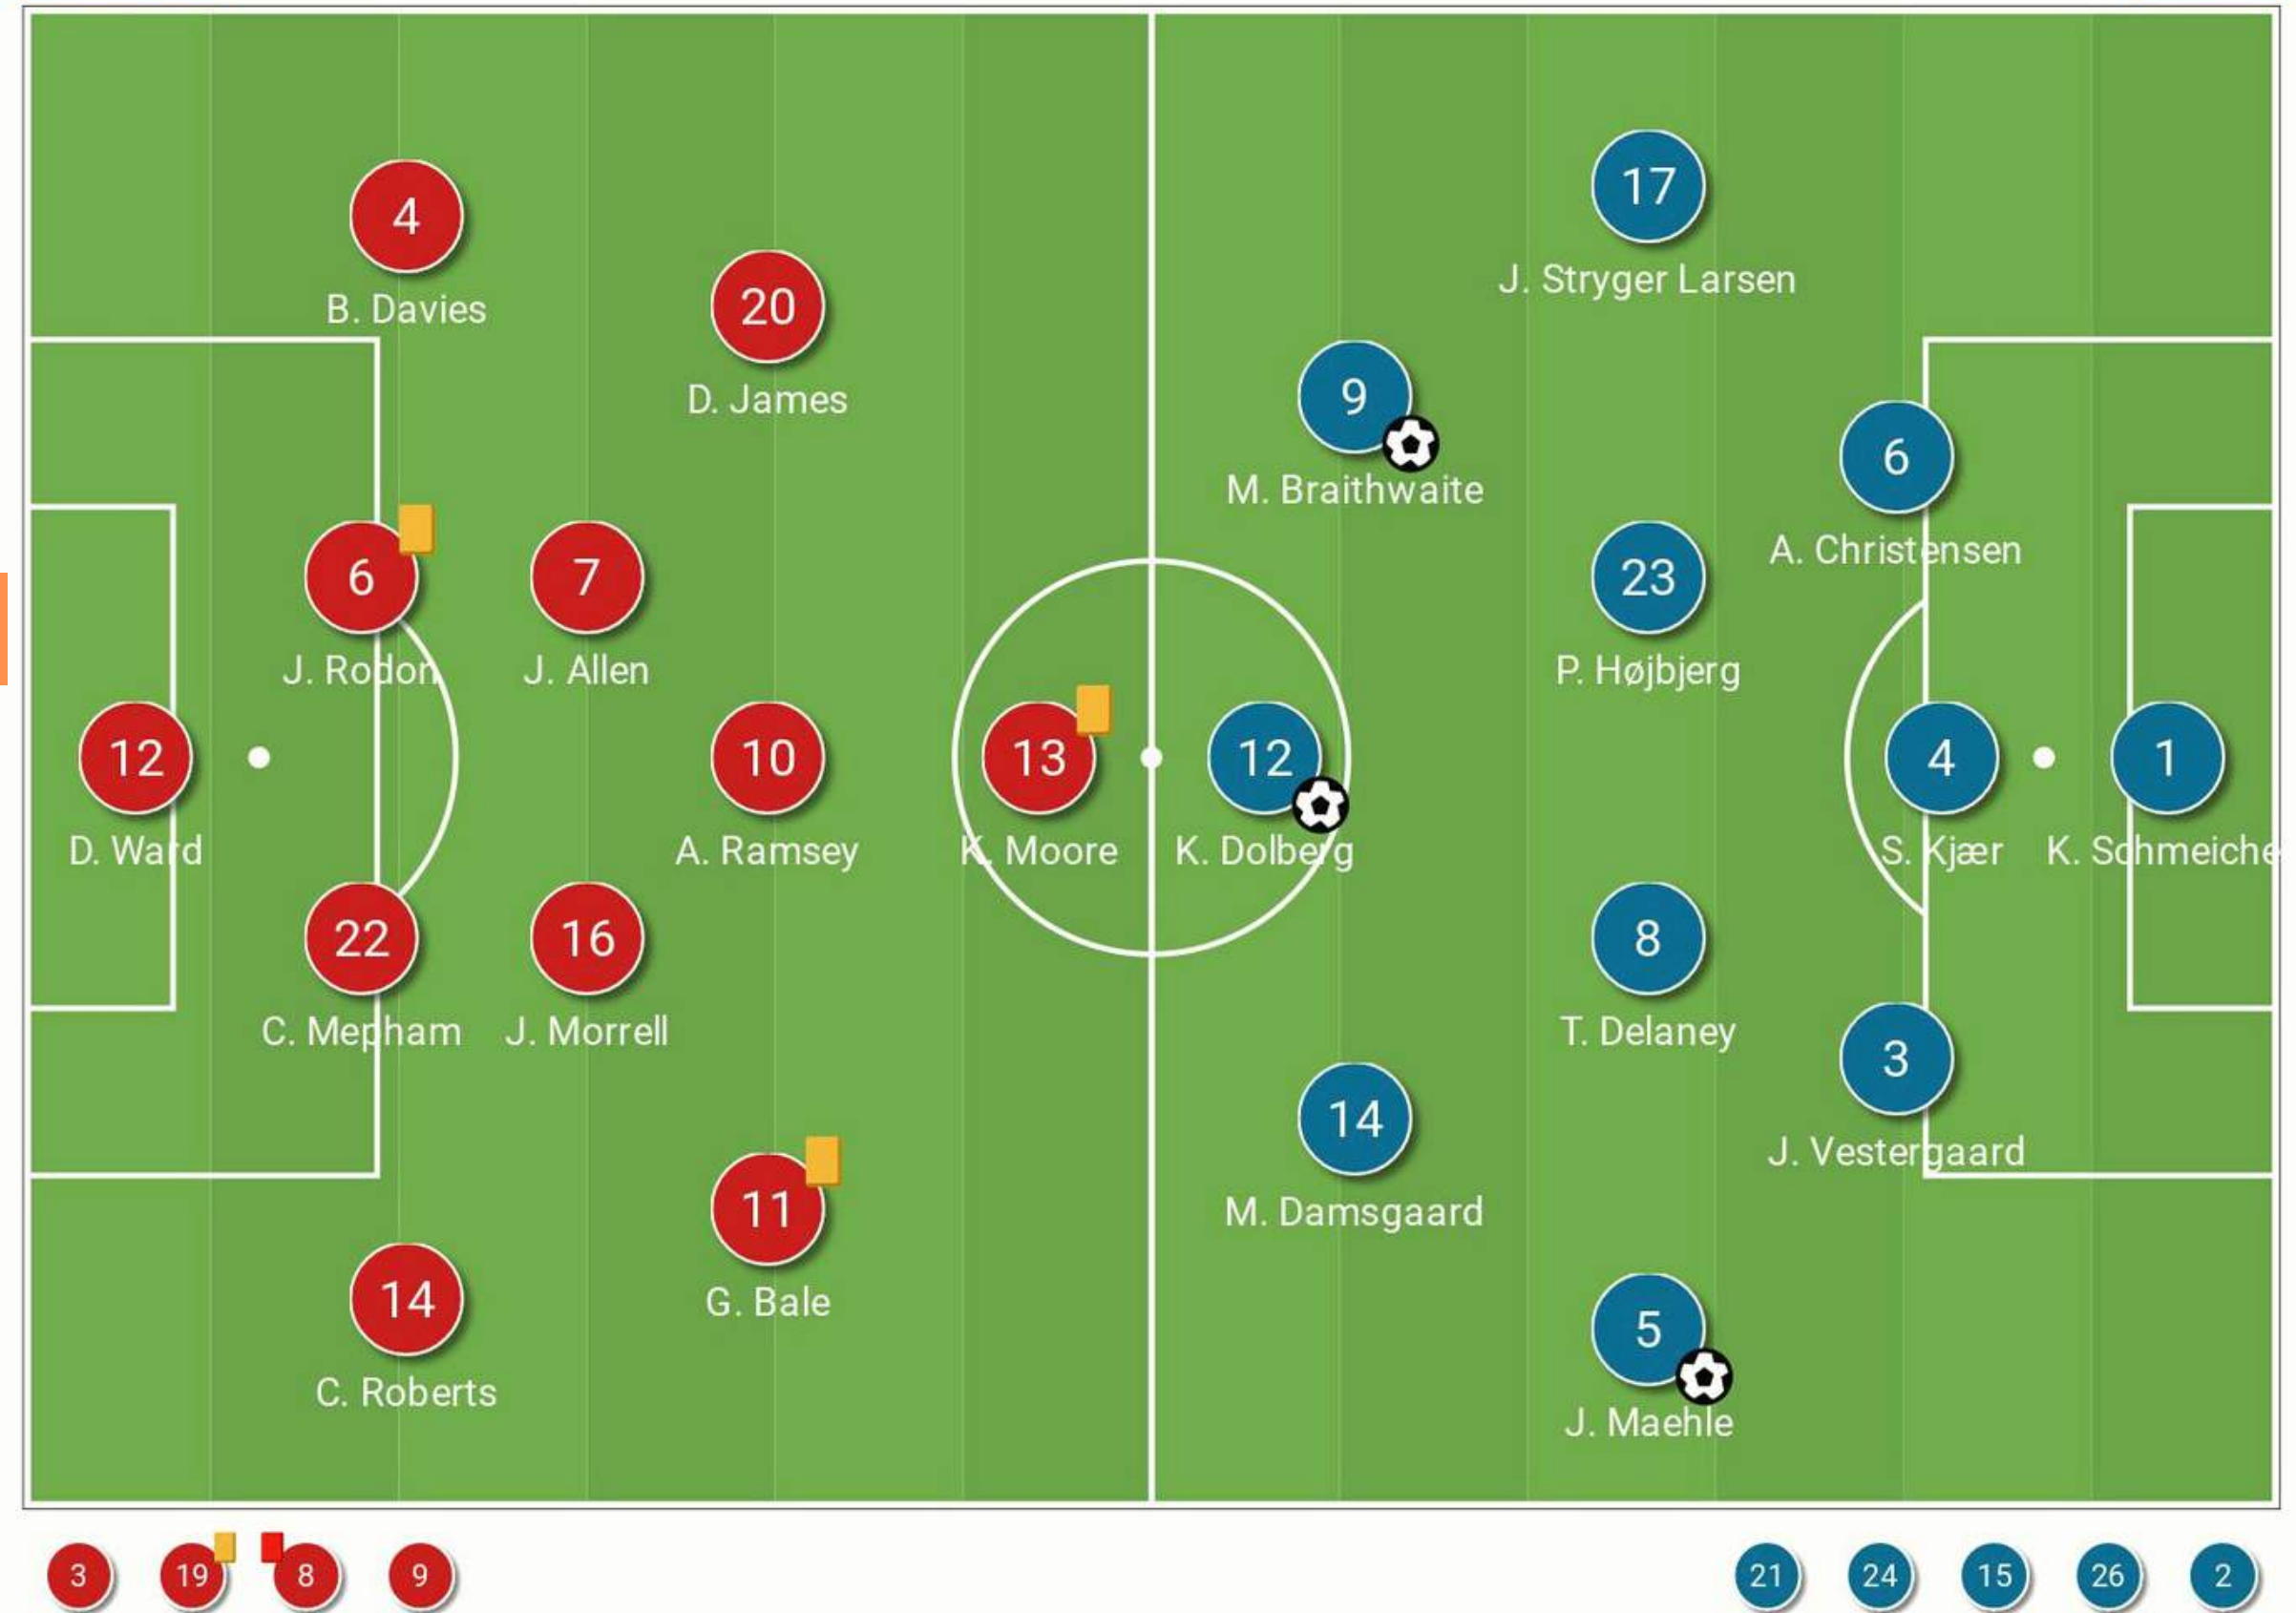 4
B. Davies
20
D. James
6
J. Rodon
7
J. Allen
12
D. Ward
10
A. Ramsey
13
K. Moore
22
C. Mepham
16
J. Morrell
11
G. Bale
14
C. Roberts
17
J. Stryger Larsen
9
M. Braithwaite
6
A. Christensen
23
P. Højbjerg
12
K. Dolberg
4
S. Kjær
1
K. Schmeiche
8
T. Delaney
3
J. Vestergaard
14
M. Damsgaard
5
J. Maehle
3 19 8 9
21 24 15 26 2